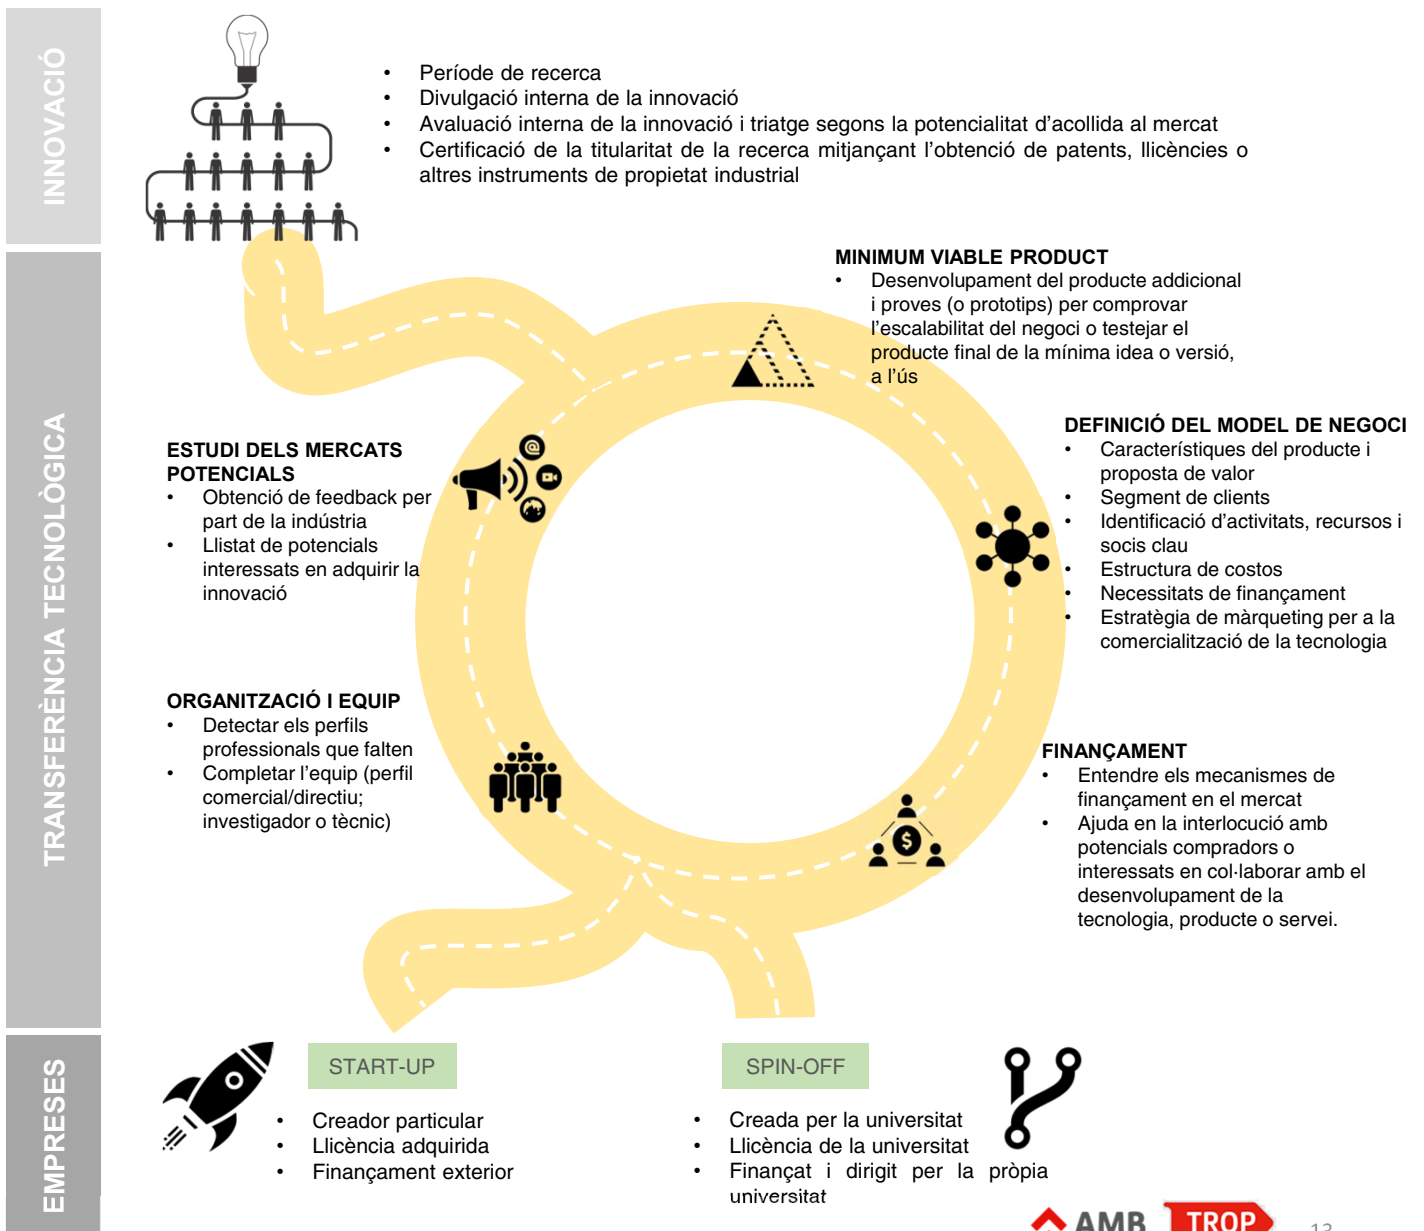 INNOVACIÓ
• Període de recerca
• Divulgació interna de la innovació
• Avaluació interna de la innovació i triatge segons la potencialitat d'acollida al mercat
• Certificació de la titularitat de la recerca mitjançant l'obtenció de patents, llicències o
altres instruments de propietat industrial
TRANSFERÈNCIA TECNOLÒGICA
MINIMUM VIABLE PRODUCT
• Desenvolupament del producte addicional
i proves (o prototips) per comprovar
l'escalabilitat del negoci o testejar el
producte final de la mínima idea o versió,
a l'ús
ESTUDI DELS MERCATS
POTENCIALS
• Obtenció de feedback per
part de la indústria
• Llistat de potencials
interessats en adquirir la
innovació
DEFINICIÓ DEL MODEL DE NEGOCI
• Característiques del producte i
proposta de valor
• Segment de clients
• Identificació d'activitats, recursos i
socis clau
• Estructura de costos
• Necessitats de finançament
• Estratègia de màrqueting per a la
comercialització de la tecnologia
ORGANITZACIÓ I EQUIP
• Detectar els perfils
professionals que falten
• Completar l'equip (perfil
comercial/directiu;
investigador o tècnic)
FINANÇAMENT
• Entendre els mecanismes de
finançament en el mercat
• Ajuda en la interlocució amb
potencials compradors o
interessats en col·laborar amb el
desenvolupament de la
tecnologia, producte o servei.
EMPRESES
START-UP
• Creador particular
• Llicència adquirida
• Finançament exterior
SPIN-OFF
• Creada per la universitat
• Llicència de la universitat
• Finançat i dirigit per la pròpia
universitat
AMB
TROP
13